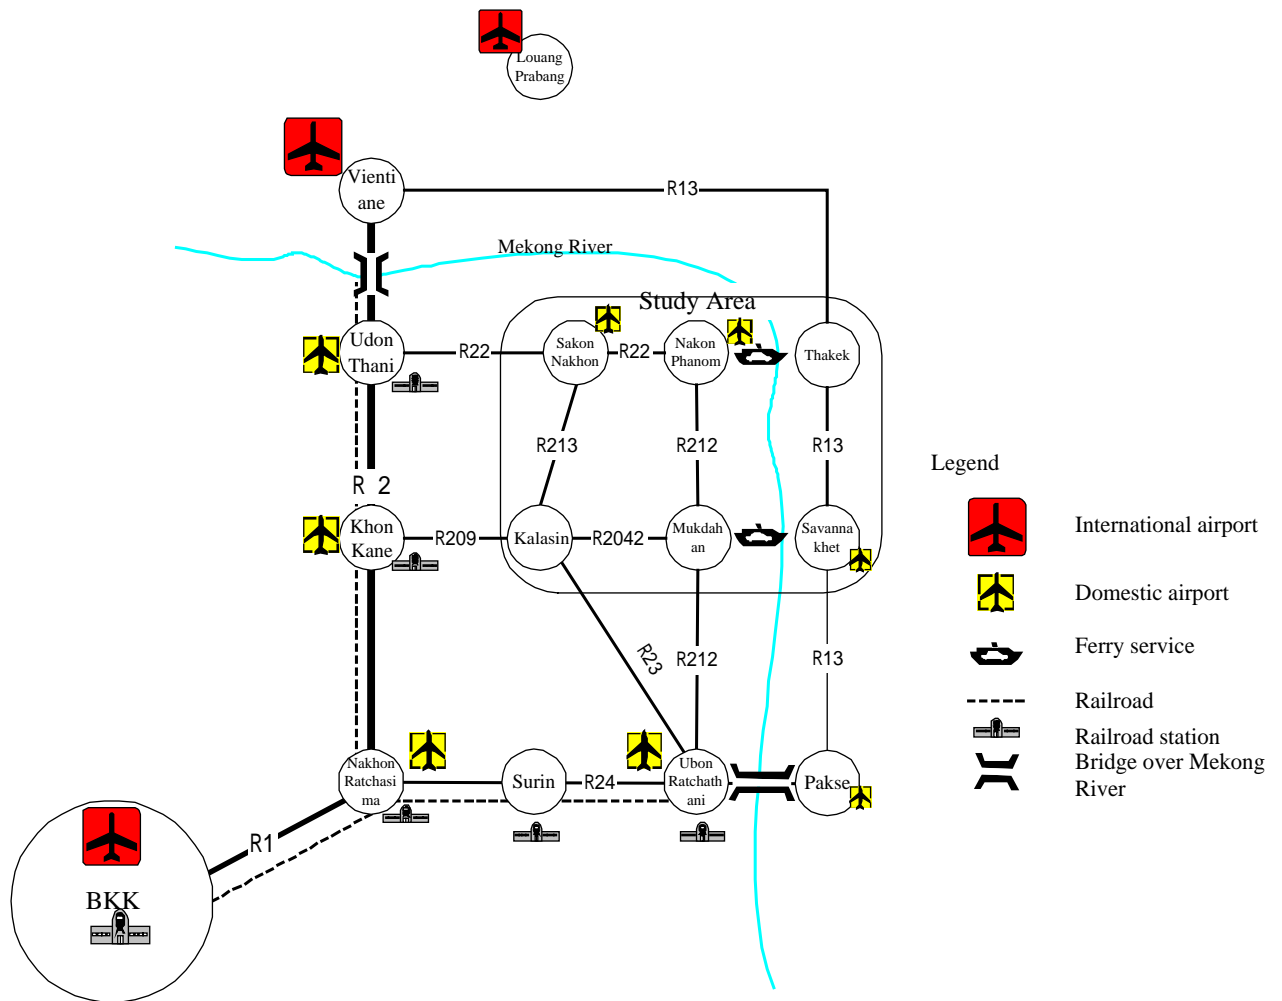 Louang
Prabang
Vienti
ane
R13
Mekong River
Study Area
Udon
Thani
R22
Sakon
Nakhon
R22
Nakon
Phanom
Thakek
R213
R212
R13
R 2
Khon
Kane
R209
Kalasin
R2042
Mukdah
an
Savanna
khet
R23
R212
R13
Nakhon
Ratchasi
ma
Surin
R24
Ubon
Ratchath
ani
Pakse
R1
BKK
Legend
International airport
Domestic airport
Ferry service
Railroad
Railroad station
Bridge over Mekong
River